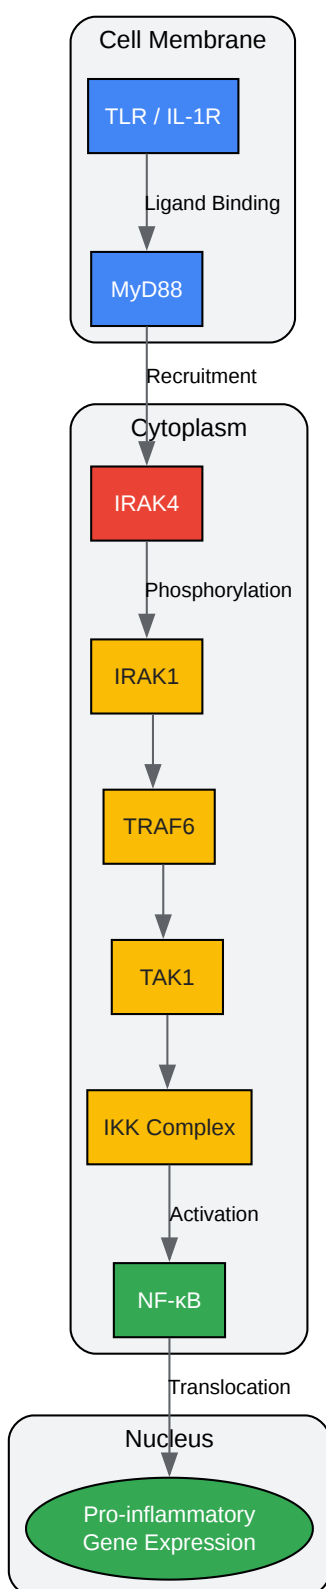 Cell Membrane
TLR / IL-1R
Ligand Binding
MyD88
Recruitment
Cytoplasm
IRAK4
Phosphorylation
IRAK1
TRAF6
TAK1
IKK Complex
Activation
NF-κB
Translocation
Nucleus
Pro-inflammatory
Gene Expression